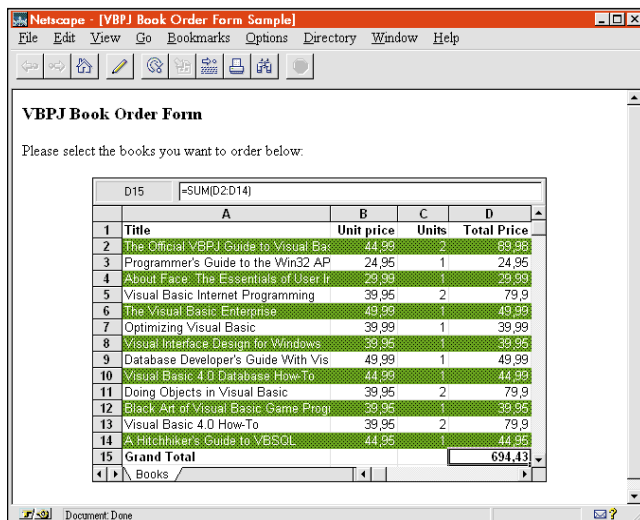 Netscape - [VBPJ Book Order Form Sample]
File Edit View Go Bookmarks Options Directory Window Help
VBPJ Book Order Form
Please select the books you want to order below:
D15 =SUM(D2:D14)
A B C D
1 Title Unit price Units Total Price
2 The Official VBPJ Guide to Visual Bas 44,99 2 89,98
3 Programmer's Guide to the Win32 AP 24,95 1 24,95
4 About Face: The Essentials of User In 29,99 1 29,99
5 Visual Basic Internet Programming 39,95 2 79,9
6 The Visual Basic Enterprise 49,99 1 49,99
7 Optimizing Visual Basic 39,99 1 39,99
8 Visual Interface Design for Windows 39,95 1 39,95
9 Database Developer's Guide With Vis 49,99 1 49,99
10 Visual Basic 4.0 Database How-To 44,99 1 44,99
11 Doing Objects in Visual Basic 39,95 2 79,9
12 Black Art of Visual Basic Game Progr 39,95 1 39,95
13 Visual Basic 4.0 How-To 39,95 2 79,9
14 A Hitchhiker's Guide to VBSQL 44,95 1 44,95
15 Grand Total 694,43
Books
Document: Done